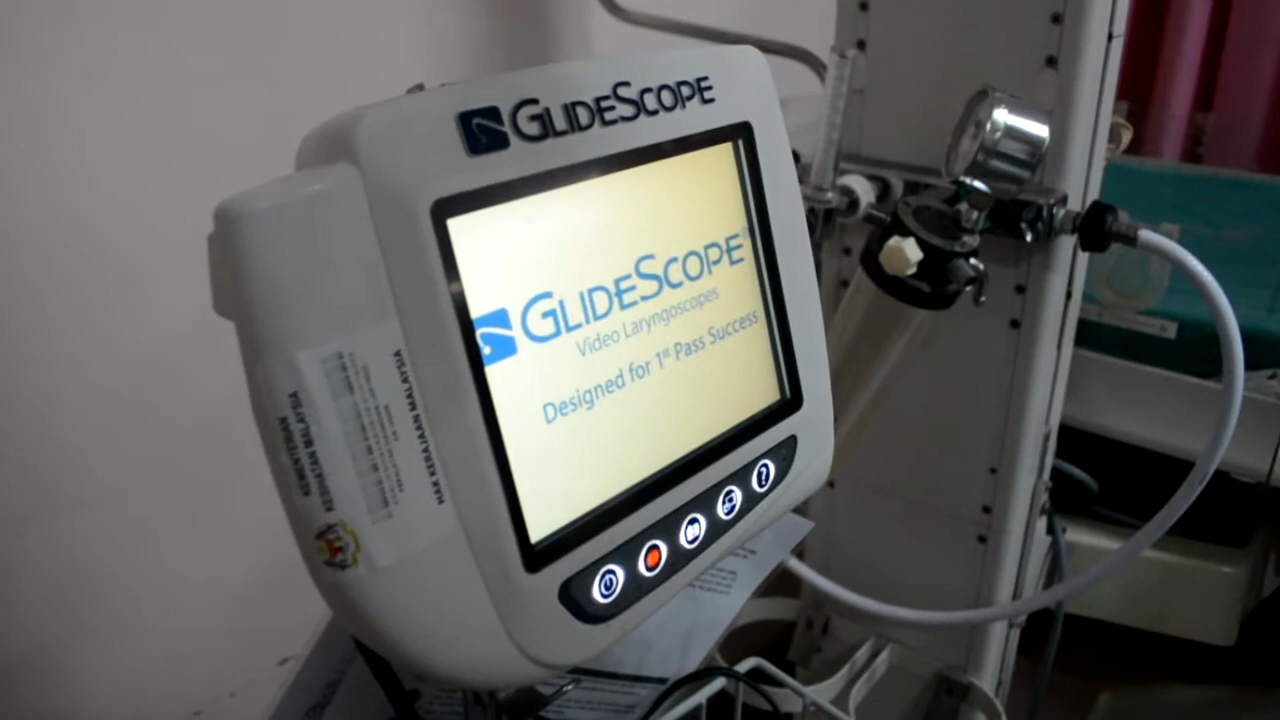 GLIDESCOPE
GLIDESCOPE®
Video Laryngoscopes
Designed for 1st Pass Success
KEMENTERIAN
KESIHATAN MALAYSIA
HAK KERAJAAN MALAYSIA
?